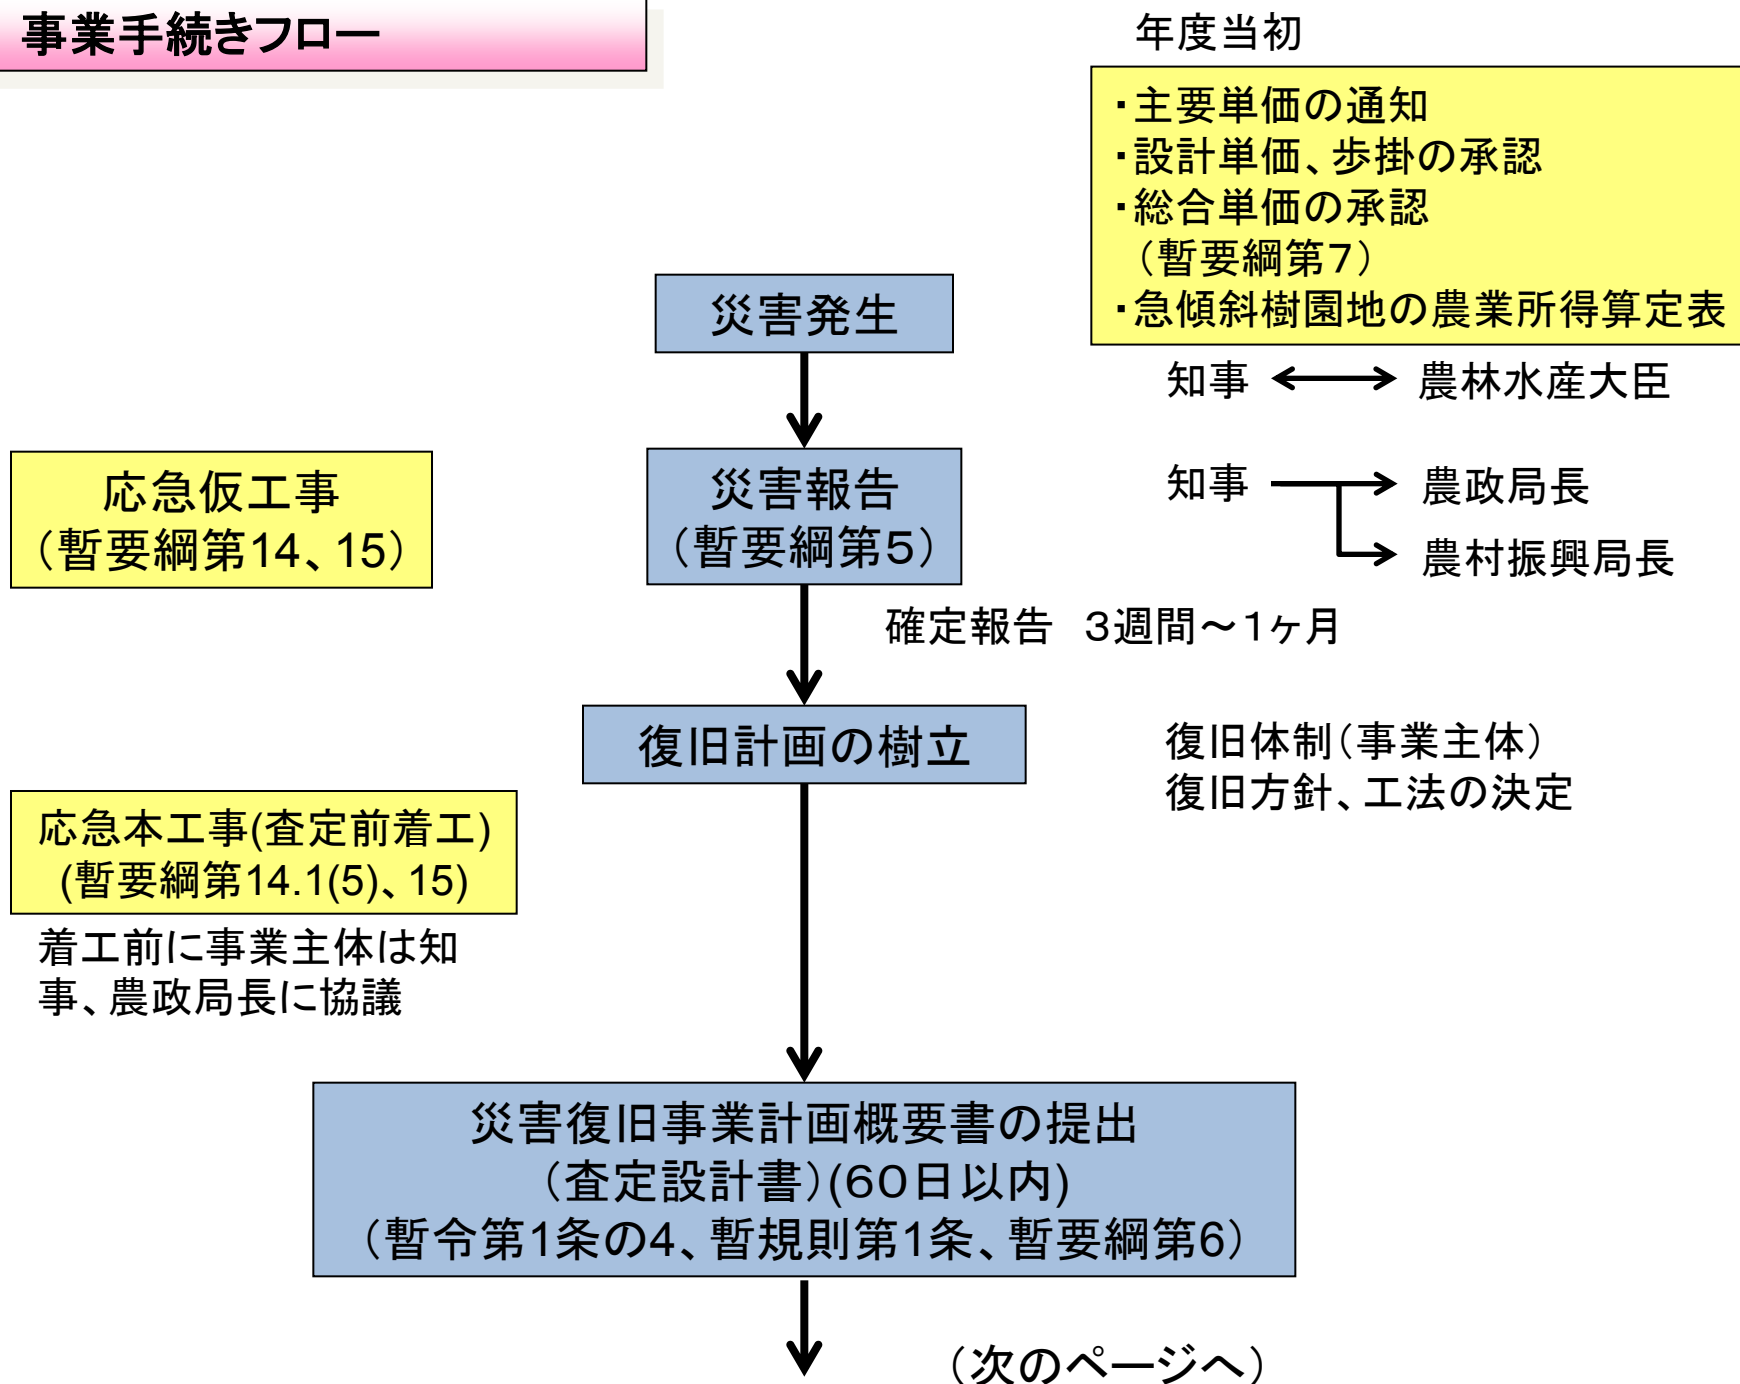 事業手続きフロー
年度当初
・主要単価の通知
・設計単価、歩掛の承認
・総合単価の承認
（暫要綱第7）
・急傾斜樹園地の農業所得算定表
知事 農林水産大臣
災害発生
災害報告
（暫要綱第5）
知事 農政局長
農村振興局長
応急仮工事
（暫要綱第14、15）
確定報告　3週間～1ヶ月
復旧計画の樹立
復旧体制（事業主体）
復旧方針、工法の決定
応急本工事(査定前着工)
(暫要綱第14.1(5)、15)
着工前に事業主体は知
事、農政局長に協議
災害復旧事業計画概要書の提出
（査定設計書）(60日以内)
（暫令第1条の4、暫規則第1条、暫要綱第6）
（次のページへ）